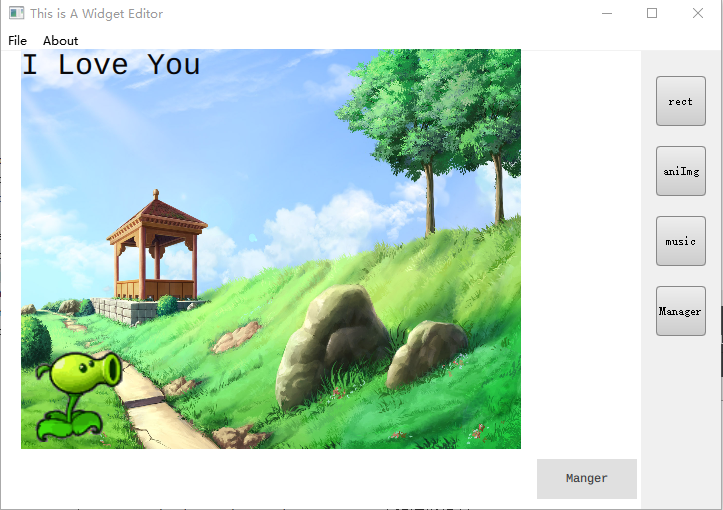 This is A Widget Editor
File About
I Love You
rect
aniImg
music
Manager
Manger